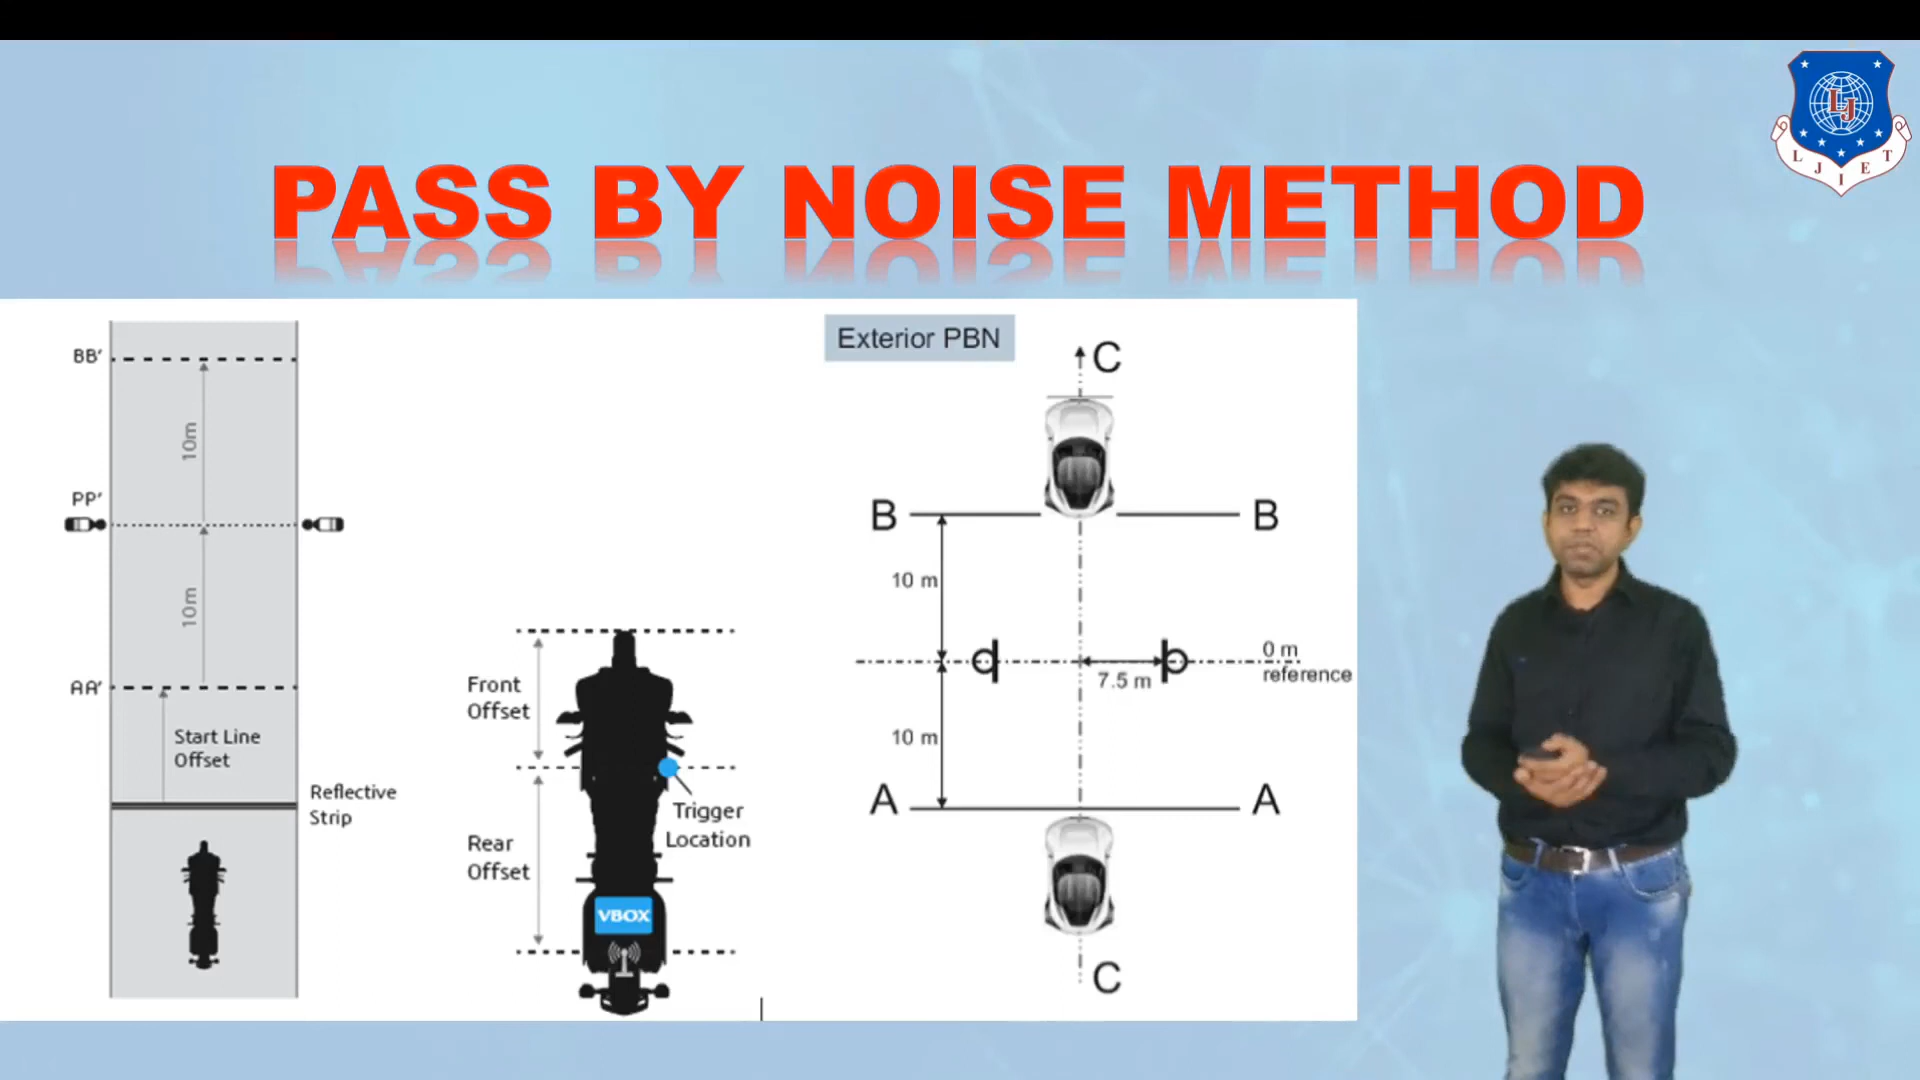 L J I E T
LJ
PASS BY NOISE METHOD
BB'
10m
PP'
10m
AA'
Start Line
Offset
Reflective
Strip
Front
Offset
Trigger
Location
Rear
Offset
VBOX
Exterior PBN
C
B
B
10 m
0 m
reference
7.5 m
10 m
A
A
C